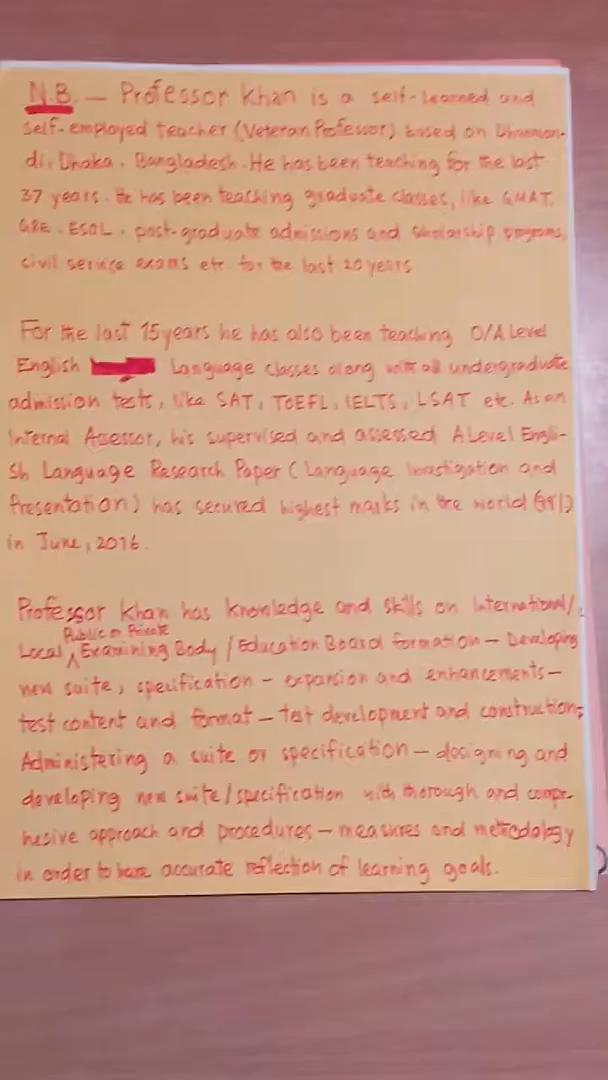 N.B. — Professor Khan is a self-learned and
self-employed teacher (Veteran Professor) based on Dhanmon-
di, Dhaka, Bangladesh. He has been teaching for the last
37 years. He has been teaching graduate classes, like GMAT,
GRE, ESOL, post-graduate admissions and scholarship programs,
civil service exams etc. for the last 20 years
For the last 15 years he has also been teaching O/A Level
English Language classes along with all undergraduate
admission tests, like SAT, TOEFL, IELTS, LSAT etc. As an
Internal Assessor, his supervised and assessed A Level Engli-
sh Language Research Paper (Language Investigation and
Presentation) has secured highest marks in the world
in June, 2016.
Professor Khan has knowledge and skills on International/
Public or Private
Local, Examining Body / Education Board formation — Developing
new suite, specification — expansion and enhancements —
test content and format — test development and construction;
Administering a suite or specification — designing and
developing new suite/specification with thorough and compr-
hesive approach and procedures — measures and metiodology
in order to have accurate reflection of learning goals.